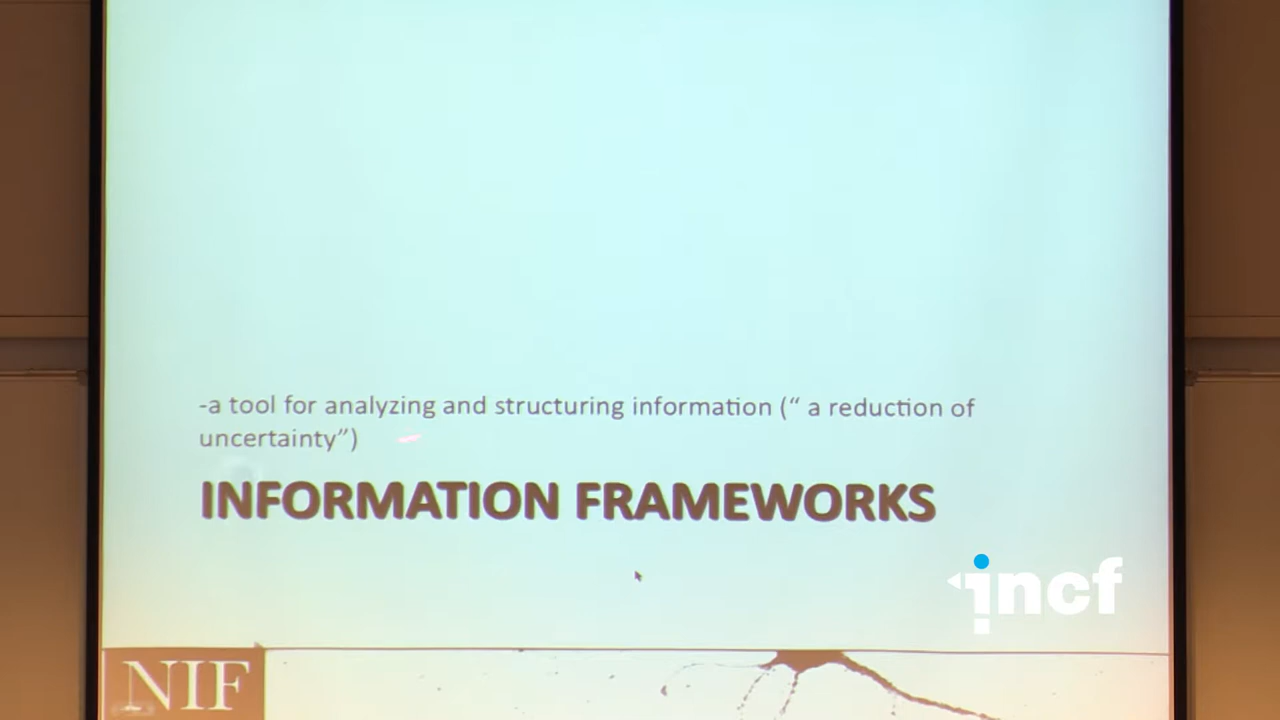 -a tool for analyzing and structuring information (“ a reduction of
uncertainty”)
INFORMATION FRAMEWORKS
incf
NIF